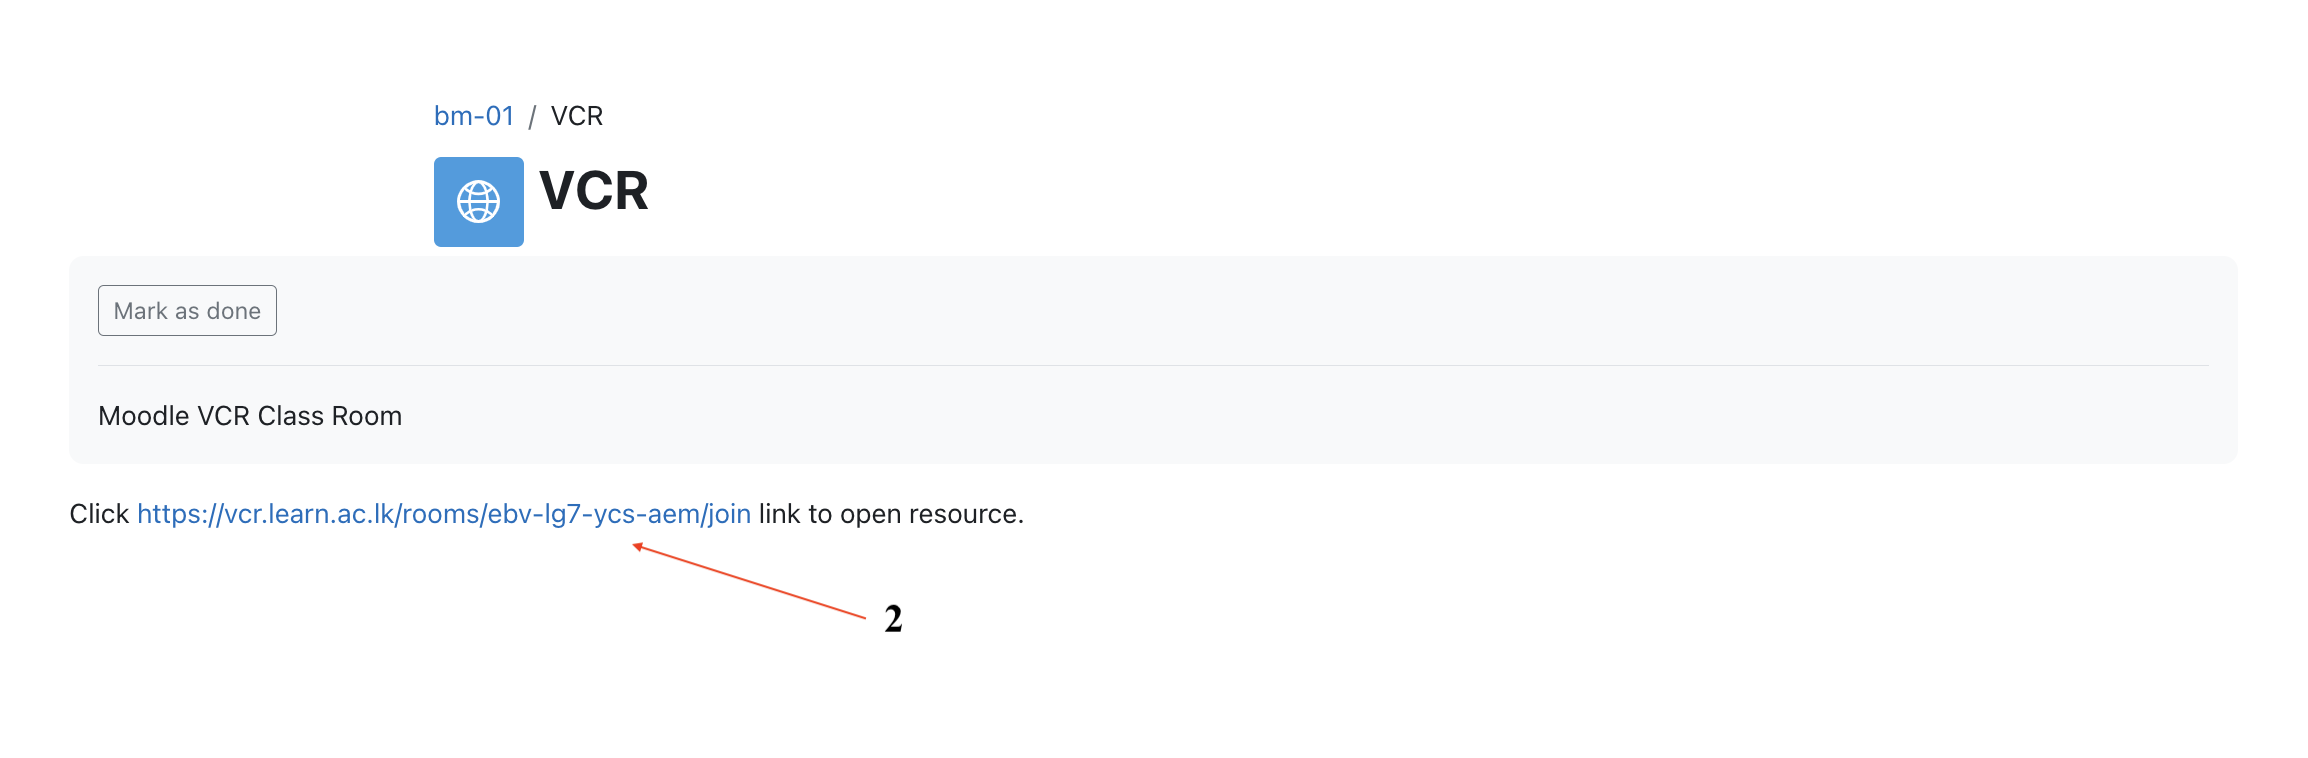 bm-01 / VCR
VCR
Mark as done
Moodle VCR Class Room
Click https://vcr.learn.ac.lk/rooms/ebv-lg7-ycs-aem/join link to open resource.
2